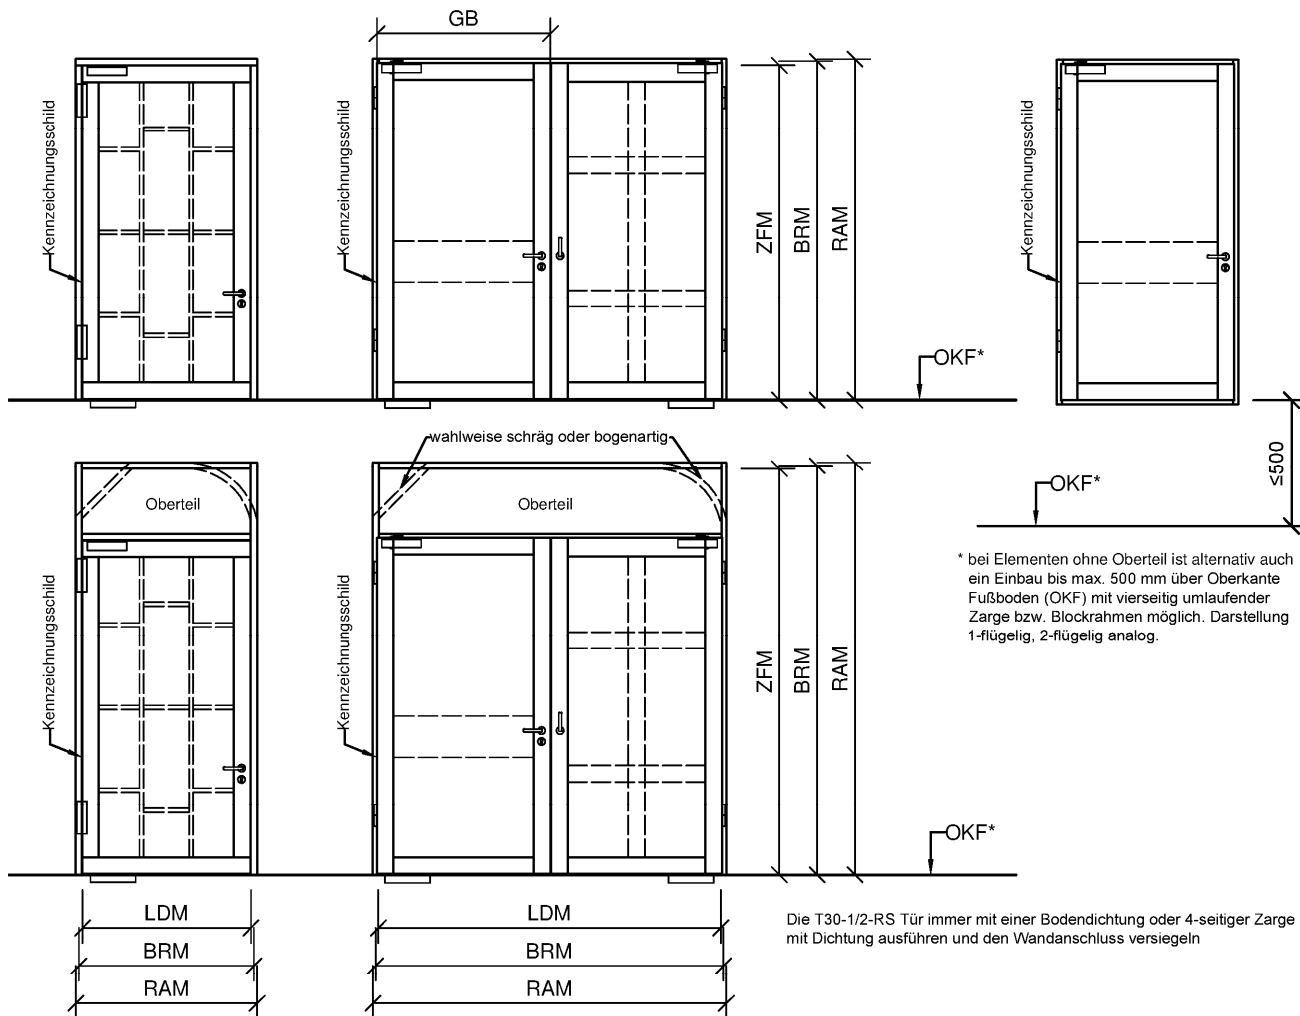 GB
Kennzeichnungsschild
Kennzeichnungsschild
ZFM
BRM
RAM
Kennzeichnungsschild
OKF*
wahlweise schräg oder bogenartig
Oberteil
Oberteil
≤500
OKF*
Kennzeichnungsschild
Kennzeichnungsschild
ZFM
BRM
RAM
* bei Elementen ohne Oberteil ist alternativ auch
ein Einbau bis max. 500 mm über Oberkante
Fußboden (OKF) mit vierseitig umlaufender
Zarge bzw. Blockrahmen möglich. Darstellung
1-flügelig, 2-flügelig analog.
OKF*
LDM
LDM
BRM
BRM
RAM
RAM
Die T30-1/2-RS Tür immer mit einer Bodendichtung oder 4-seitiger Zarge
mit Dichtung ausführen und den Wandanschluss versiegeln